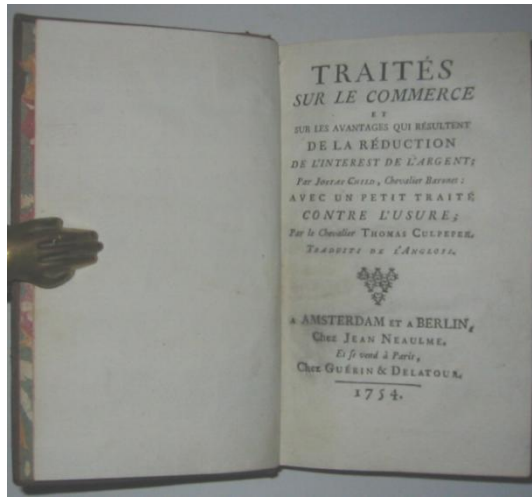 TRAITÉS
SUR LE COMMERCE
ET
SUR LES AVANTAGES QUI RÉSULTENT
DE LA RÉDUCTION
DE L'INTEREST DE L'ARGENT;
Par JOSIAS CHILD, Chevalier Baronet:
AVEC UN PETIT TRAITÉ
CONTRE L'USURE;
Par le Chevalier THOMAS CULPEPER.
TRADUITS DE L'ANGLOIS.
A AMSTERDAM ET A BERLIN,
Chez JEAN NEAULME.
Et se vend à Paris,
Chez GUÉRIN & DELATOUR.
1754.